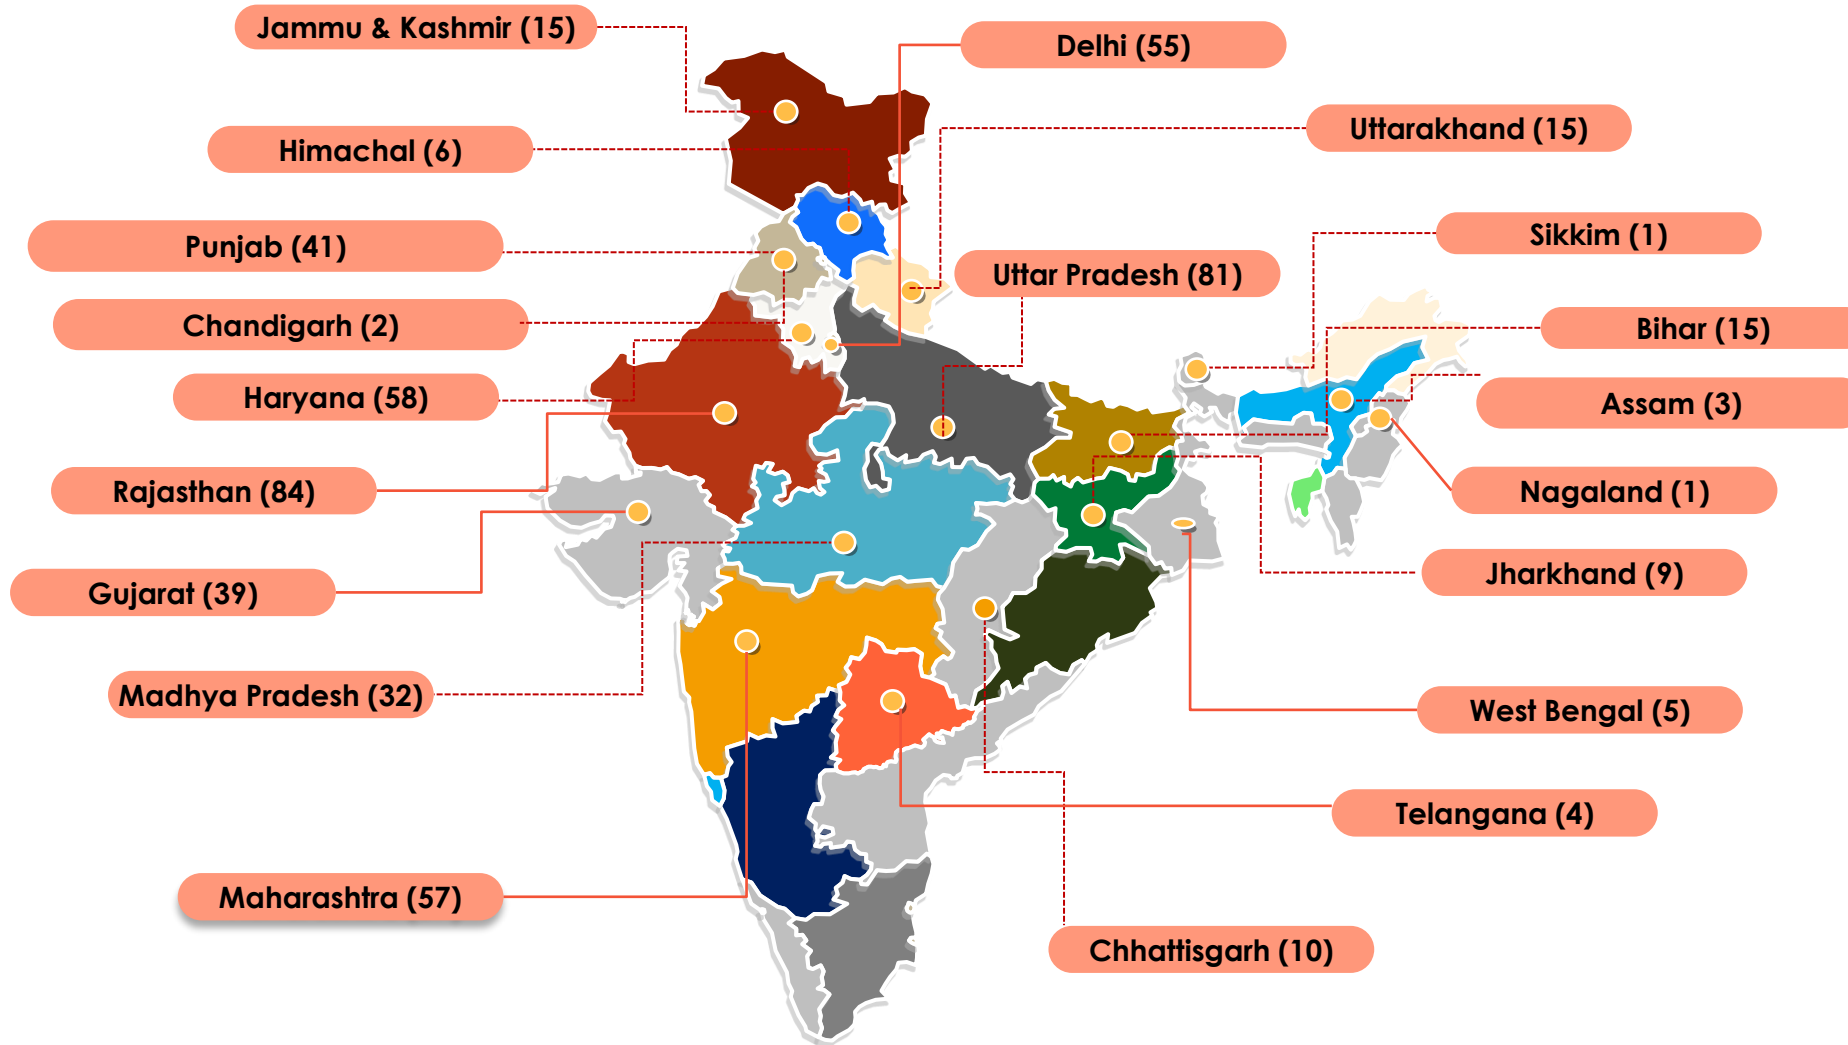 Jammu & Kashmir (15)
Delhi (55)
Uttarakhand (15)
Himachal (6)
Sikkim (1)
Punjab (41)
Uttar Pradesh (81)
Chandigarh (2)
Bihar (15)
Haryana (58)
Assam (3)
Rajasthan (84)
Nagaland (1)
Gujarat (39)
Jharkhand (9)
Madhya Pradesh (32)
West Bengal (5)
Telangana (4)
Maharashtra (57)
Chhattisgarh (10)